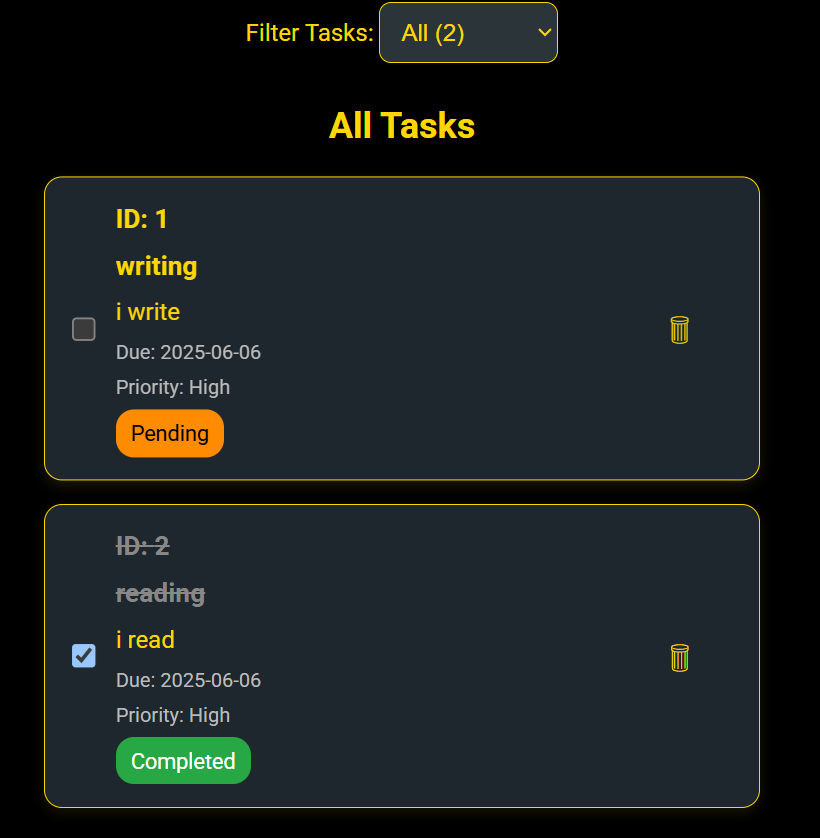 Filter Tasks: All (2)
All Tasks
ID: 1
writing
i write
Due: 2025-06-06
Priority: High
Pending
ID: 2
reading
i read
Due: 2025-06-06
Priority: High
Completed